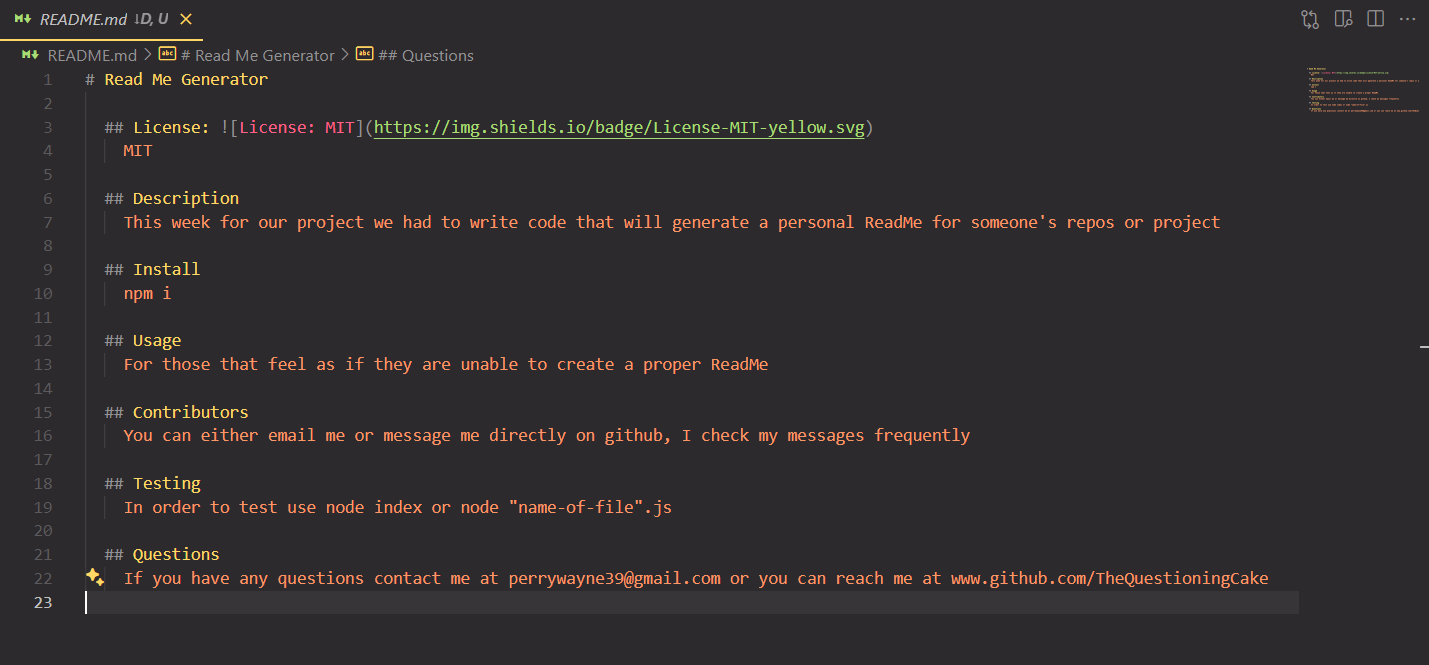 README.md ↓D, U ×
README.md > abc # Read Me Generator > abc ## Questions
1 # Read Me Generator
2
3 ## License: ![License: MIT](https://img.shields.io/badge/License-MIT-yellow.svg)
4 MIT
5
6 ## Description
7 This week for our project we had to write code that will generate a personal ReadMe for someone's repos or project
8
9 ## Install
10 npm i
11
12 ## Usage
13 For those that feel as if they are unable to create a proper ReadMe
14
15 ## Contributors
16 You can either email me or message me directly on github, I check my messages frequently
17
18 ## Testing
19 In order to test use node index or node "name-of-file".js
20
21 ## Questions
22 If you have any questions contact me at perrywayne39@gmail.com or you can reach me at www.github.com/TheQuestioningCake
23